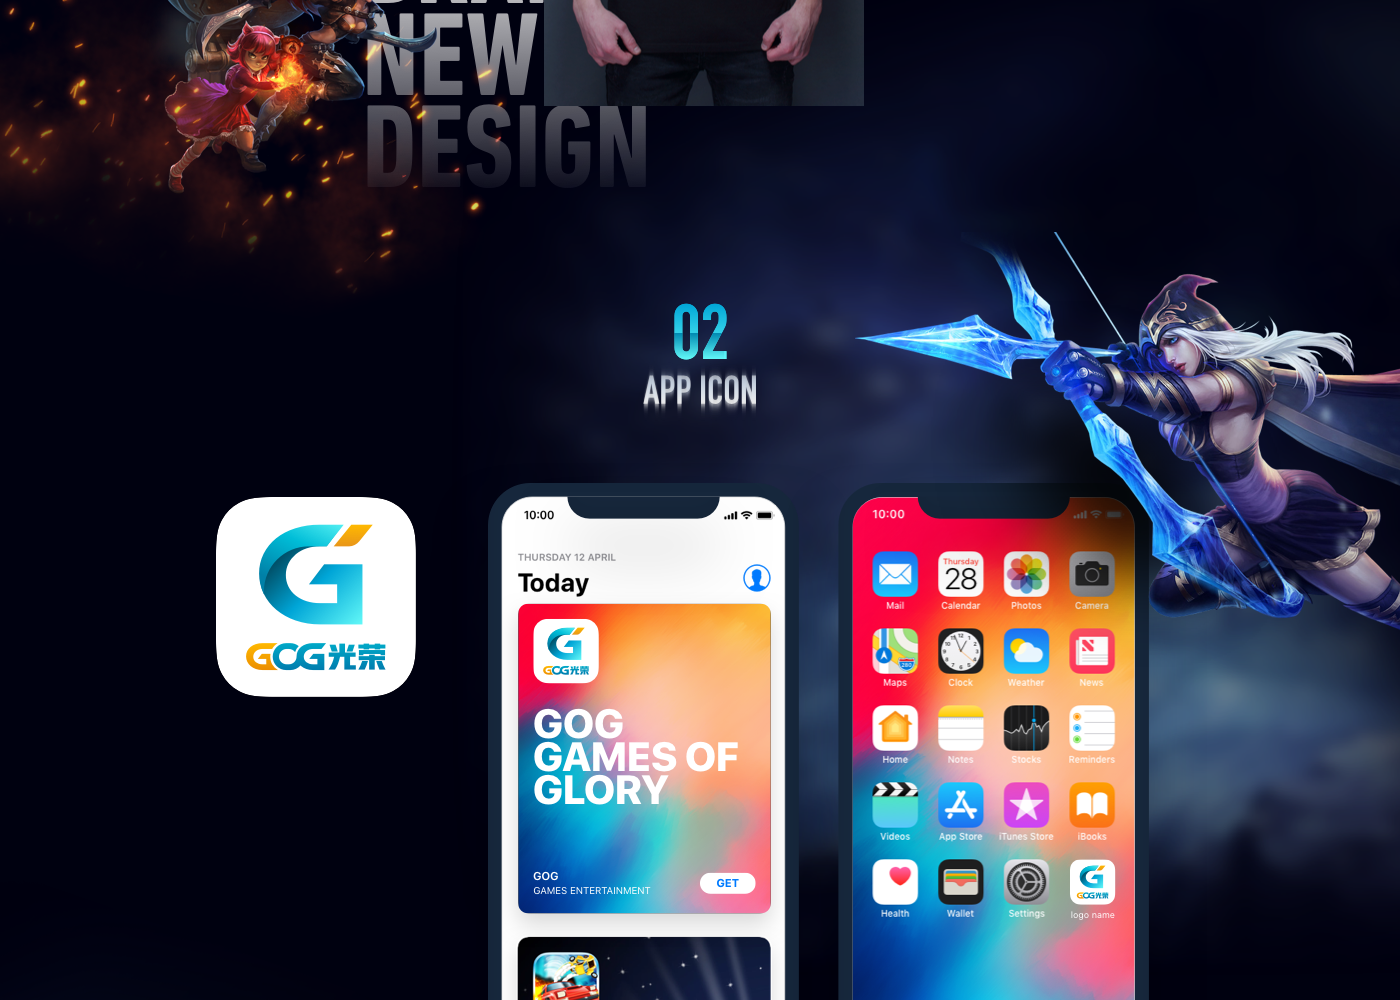 NEW
DESIGN
02
APP ICON
GOG光荣
10:00
THURSDAY 12 APRIL
Today
GOG光荣
GOG
GAMES OF
GLORY
GOG
GAMES ENTERTAINMENT
GET
10:00
Thursday
28
Mail
Calendar
Photos
Camera
280
Maps
Clock
Weather
News
Home
Notes
Stocks
Reminders
Videos
App Store
iTunes Store
iBooks
Health
Wallet
Settings
GOG光荣
logo name